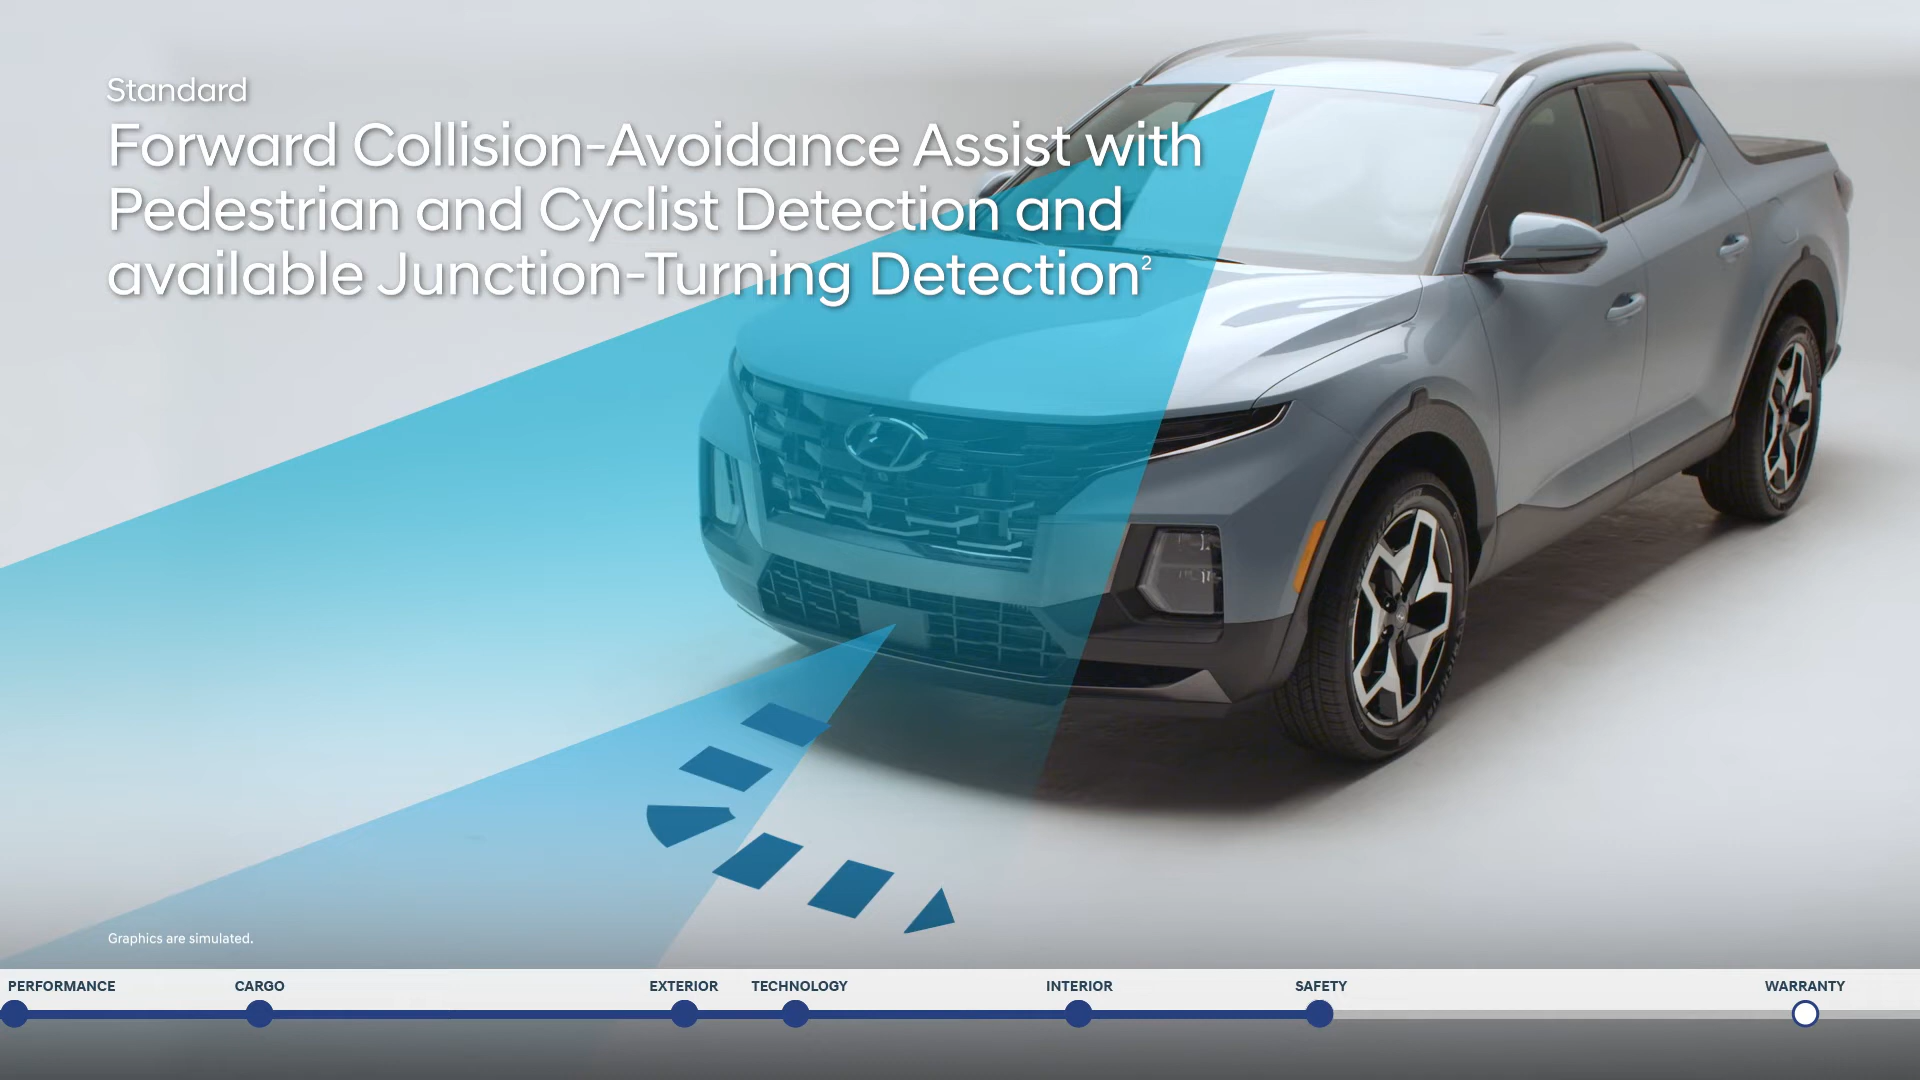 Standard
Forward Collision-Avoidance Assist with
Pedestrian and Cyclist Detection and
available Junction-Turning Detection²
Graphics are simulated.
PERFORMANCE
CARGO
EXTERIOR
TECHNOLOGY
INTERIOR
SAFETY
WARRANTY